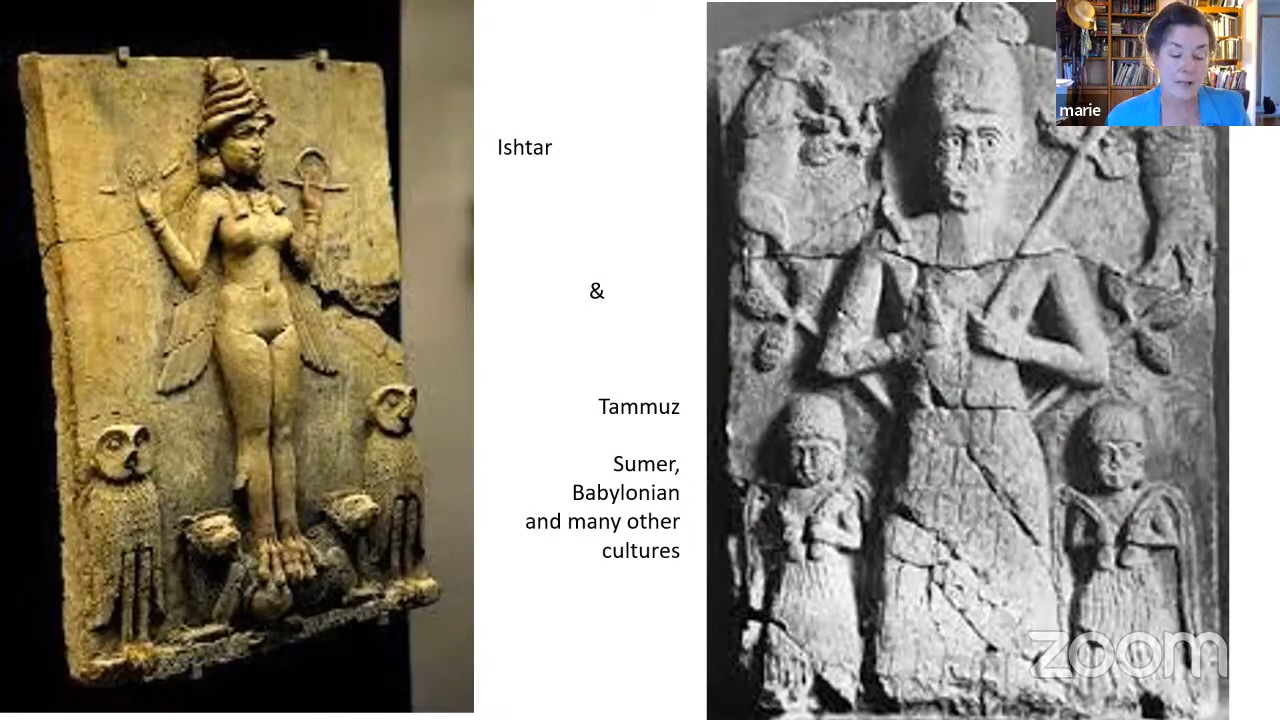 marie
Ishtar
&
Tammuz
Sumer,
Babylonian
and many other
cultures
zoom